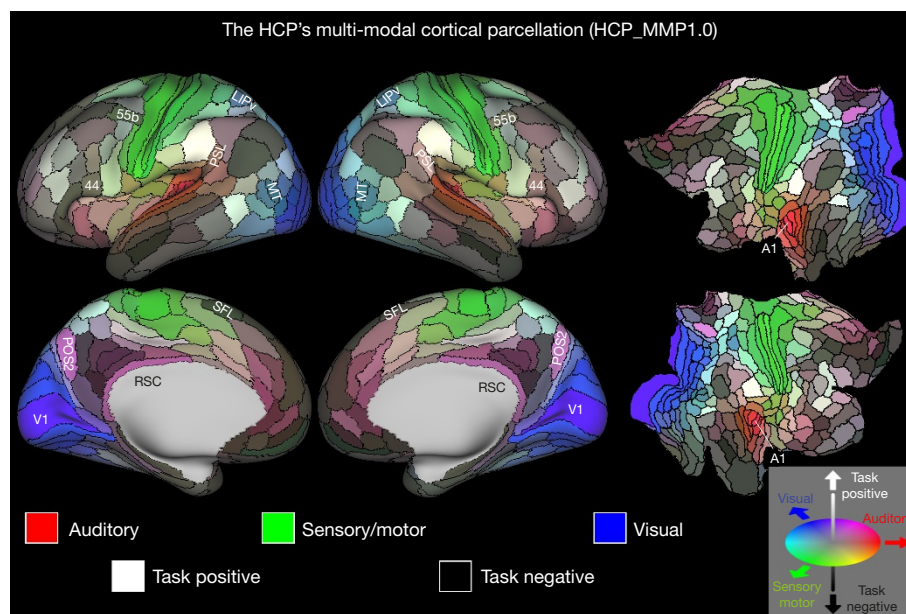 The HCP's multi-modal cortical parcellation (HCP_MMP1.0)
LIPv
55b
PSL
44
MT
LIPv
55b
PSL
44
MT
A1
SFL
POS2
RSC
V1
SFL
POS2
RSC
V1
A1
Auditory
Sensory/motor
Visual
Task positive
Task negative
Task
positive
Visual
Auditory
Sensory
motor
Task
negative